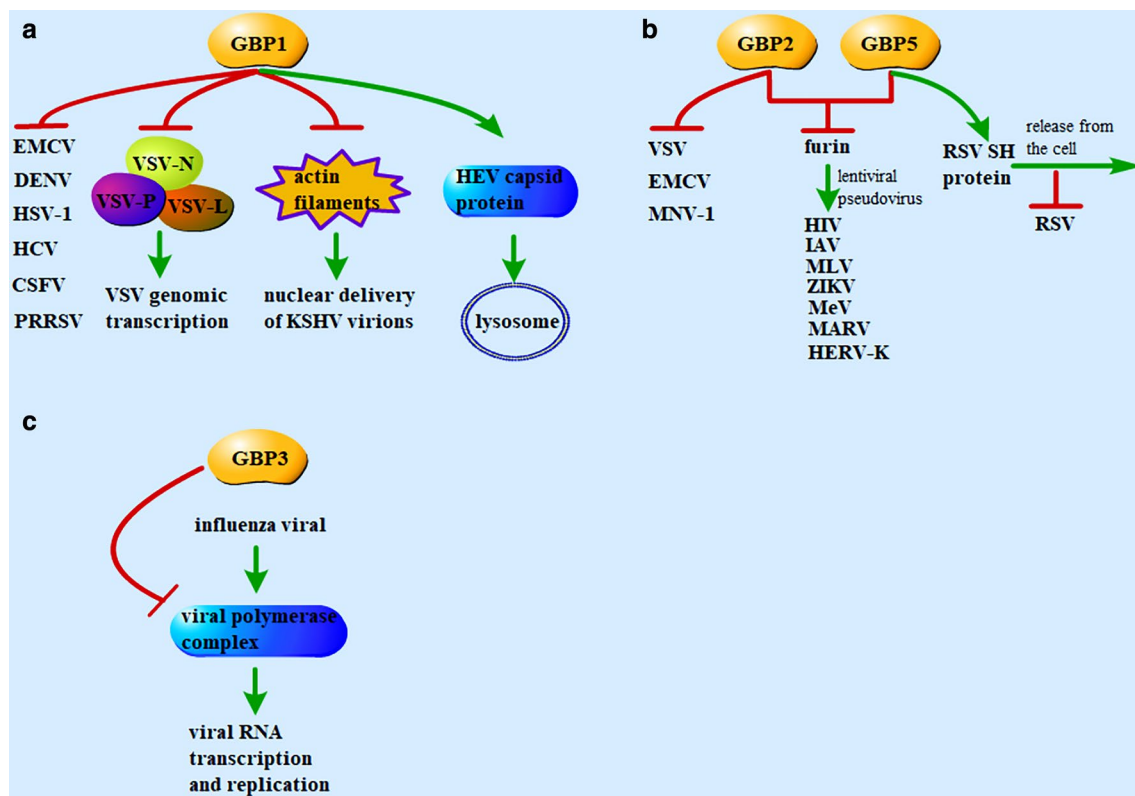 a
GBP1
EMCV
DENV
HSV-1
HCV
CSFV
PRRSV
VSV-N
VSV-P
VSV-L
VSV genomic
transcription
actin
filaments
nuclear delivery
of KSHV virions
HEV capsid
protein
lysosome
b
GBP2
GBP5
VSV
EMCV
MNV-1
furin
lentiviral
pseudovirus
HIV
IAV
MLV
ZIKV
MeV
MARV
HERV-K
RSV SH
protein
release from
the cell
RSV
c
GBP3
influenza viral
viral polymerase
complex
viral RNA
transcription
and replication